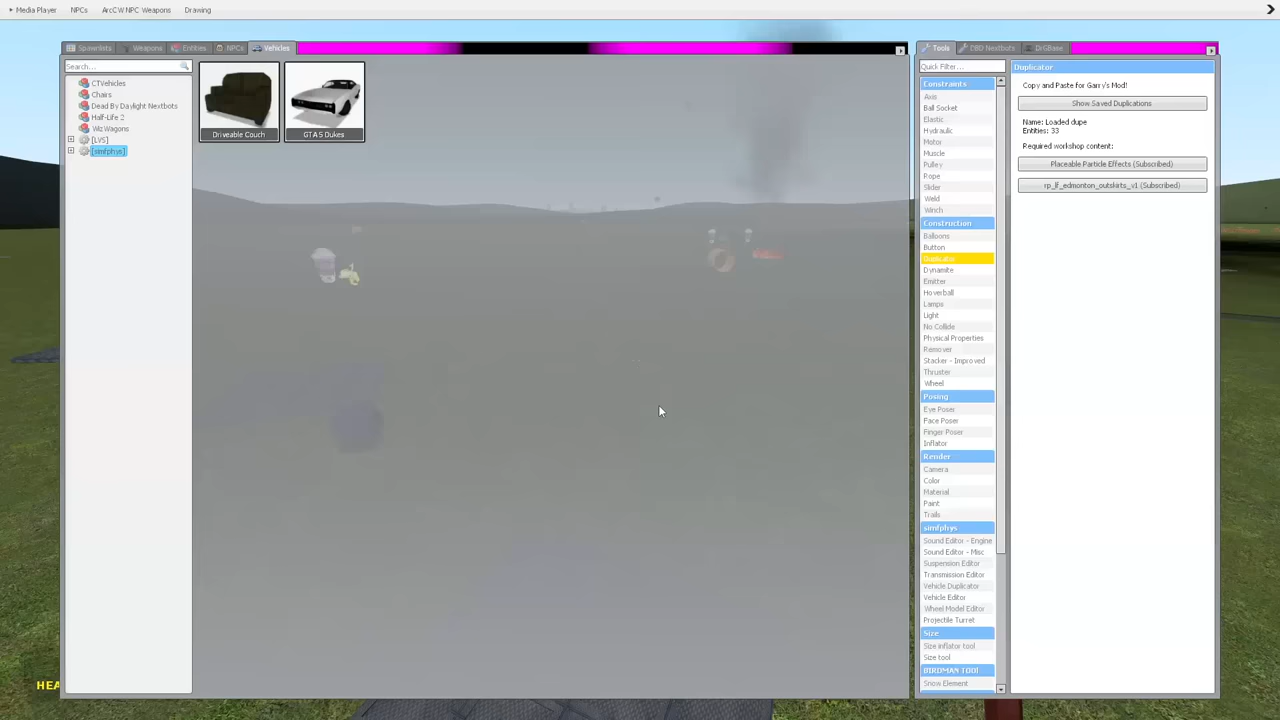 Media Player NPCs ArcCW NPC Weapons Drawing
Spawnlists Weapons Entities NPCs Vehicles
Search...
CTVehicles
Chairs
Dead By Daylight Nextbots
Half-Life 2
Wiz Wagons
[LVS]
[simfphys]
Driveable Couch
GTA 5 Dukes
HEA
Tools DBD Nextbots DrGBase
Quick Filter...
Constraints
Axis
Ball Socket
Elastic
Hydraulic
Motor
Muscle
Pulley
Rope
Slider
Weld
Winch
Construction
Balloons
Button
Duplicator
Dynamite
Emitter
Hoverball
Lamps
Light
No Collide
Physical Properties
Remover
Stacker - Improved
Thruster
Wheel
Posing
Eye Poser
Face Poser
Finger Poser
Inflator
Render
Camera
Color
Material
Paint
Trails
simfphys
Sound Editor - Engine
Sound Editor - Misc
Suspension Editor
Transmission Editor
Vehicle Duplicator
Vehicle Editor
Wheel Model Editor
Projectile Turret
Size
Size inflator tool
Size tool
BIRDMAN TOOl
Snow Element
Duplicator
Copy and Paste for Garry's Mod!
Show Saved Duplications
Name: Loaded dupe
Entities: 33
Required workshop content:
Placeable Particle Effects (Subscribed)
rp_lf_edmonton_outskirts_v1 (Subscribed)